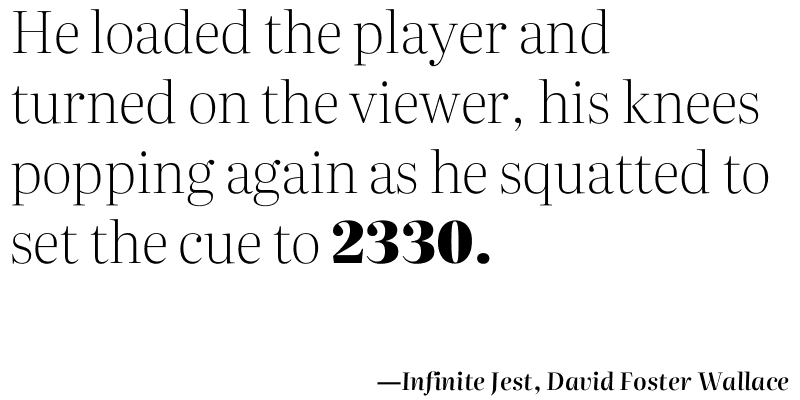 He loaded the player and
turned on the viewer, his knees
popping again as he squatted to
set the cue to 2330.
—Infinite Jest, David Foster Wallace